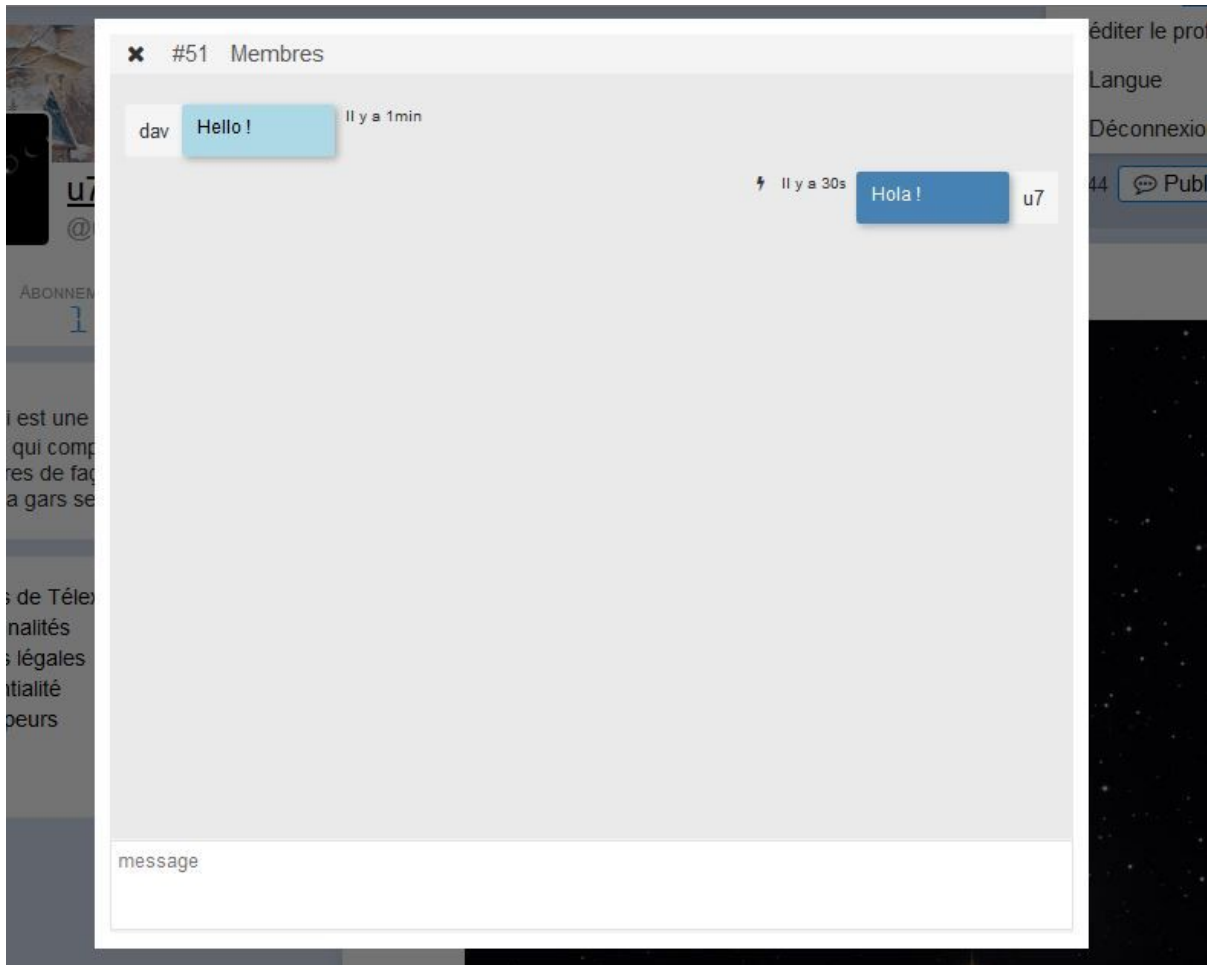 ✖ #51 Membres
dav Hello ! Il y a 1min
Il y a 30s Hola ! u7
message
éditer le prof
Langue
Déconnexio
44 Publ
u7
@
ABONNEM
1
i est une
qui comp
res de faç
a gars se
s de Télex
nalités
s légales
ntialité
peurs